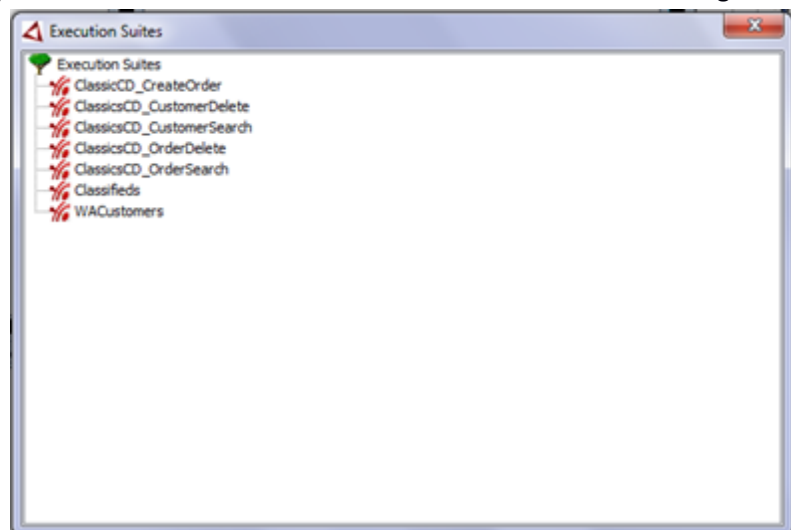 Execution Suites
Execution Suites
ClassicCD_CreateOrder
ClassicsCD_CustomerDelete
ClassicsCD_CustomerSearch
ClassicsCD_OrderDelete
ClassicsCD_OrderSearch
Classifieds
WACustomers